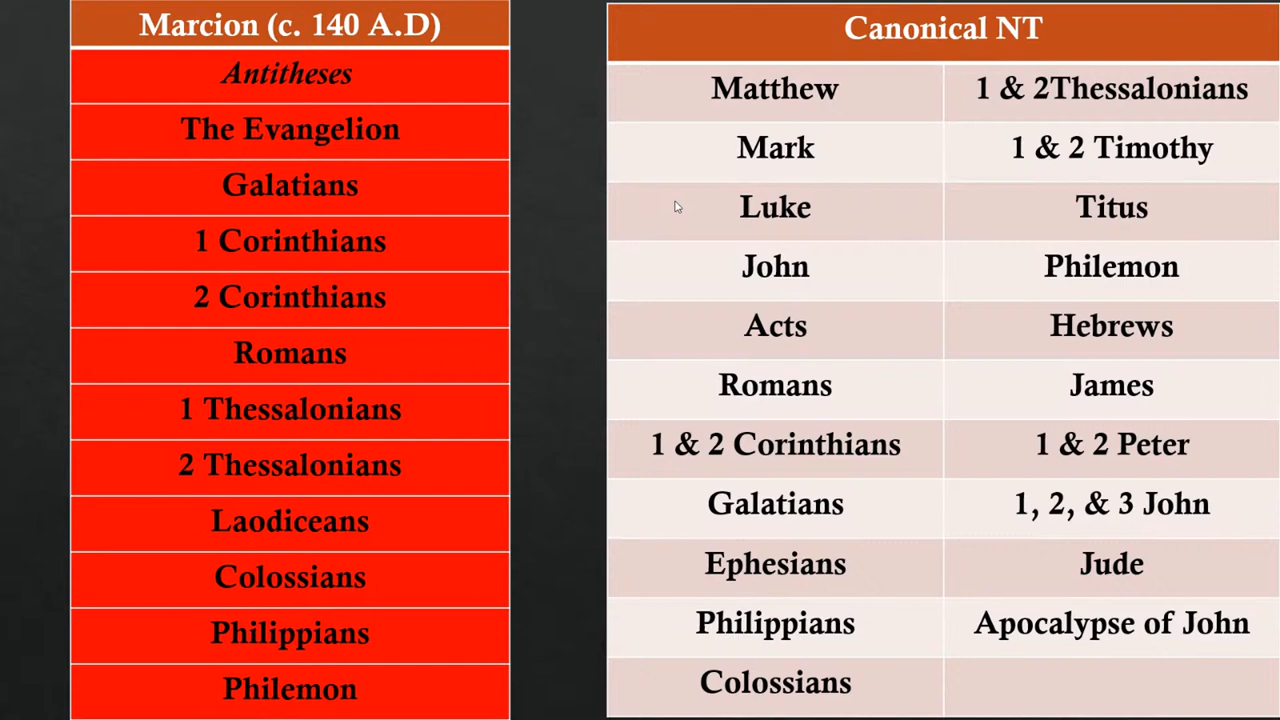 Marcion (c. 140 A.D)
Antitheses
The Evangelion
Galatians
1 Corinthians
2 Corinthians
Romans
1 Thessalonians
2 Thessalonians
Laodiceans
Colossians
Philippians
Philemon
Canonical NT
Matthew 1 & 2Thessalonians
Mark 1 & 2 Timothy
Luke Titus
John Philemon
Acts Hebrews
Romans James
1 & 2 Corinthians 1 & 2 Peter
Galatians 1, 2, & 3 John
Ephesians Jude
Philippians Apocalypse of John
Colossians